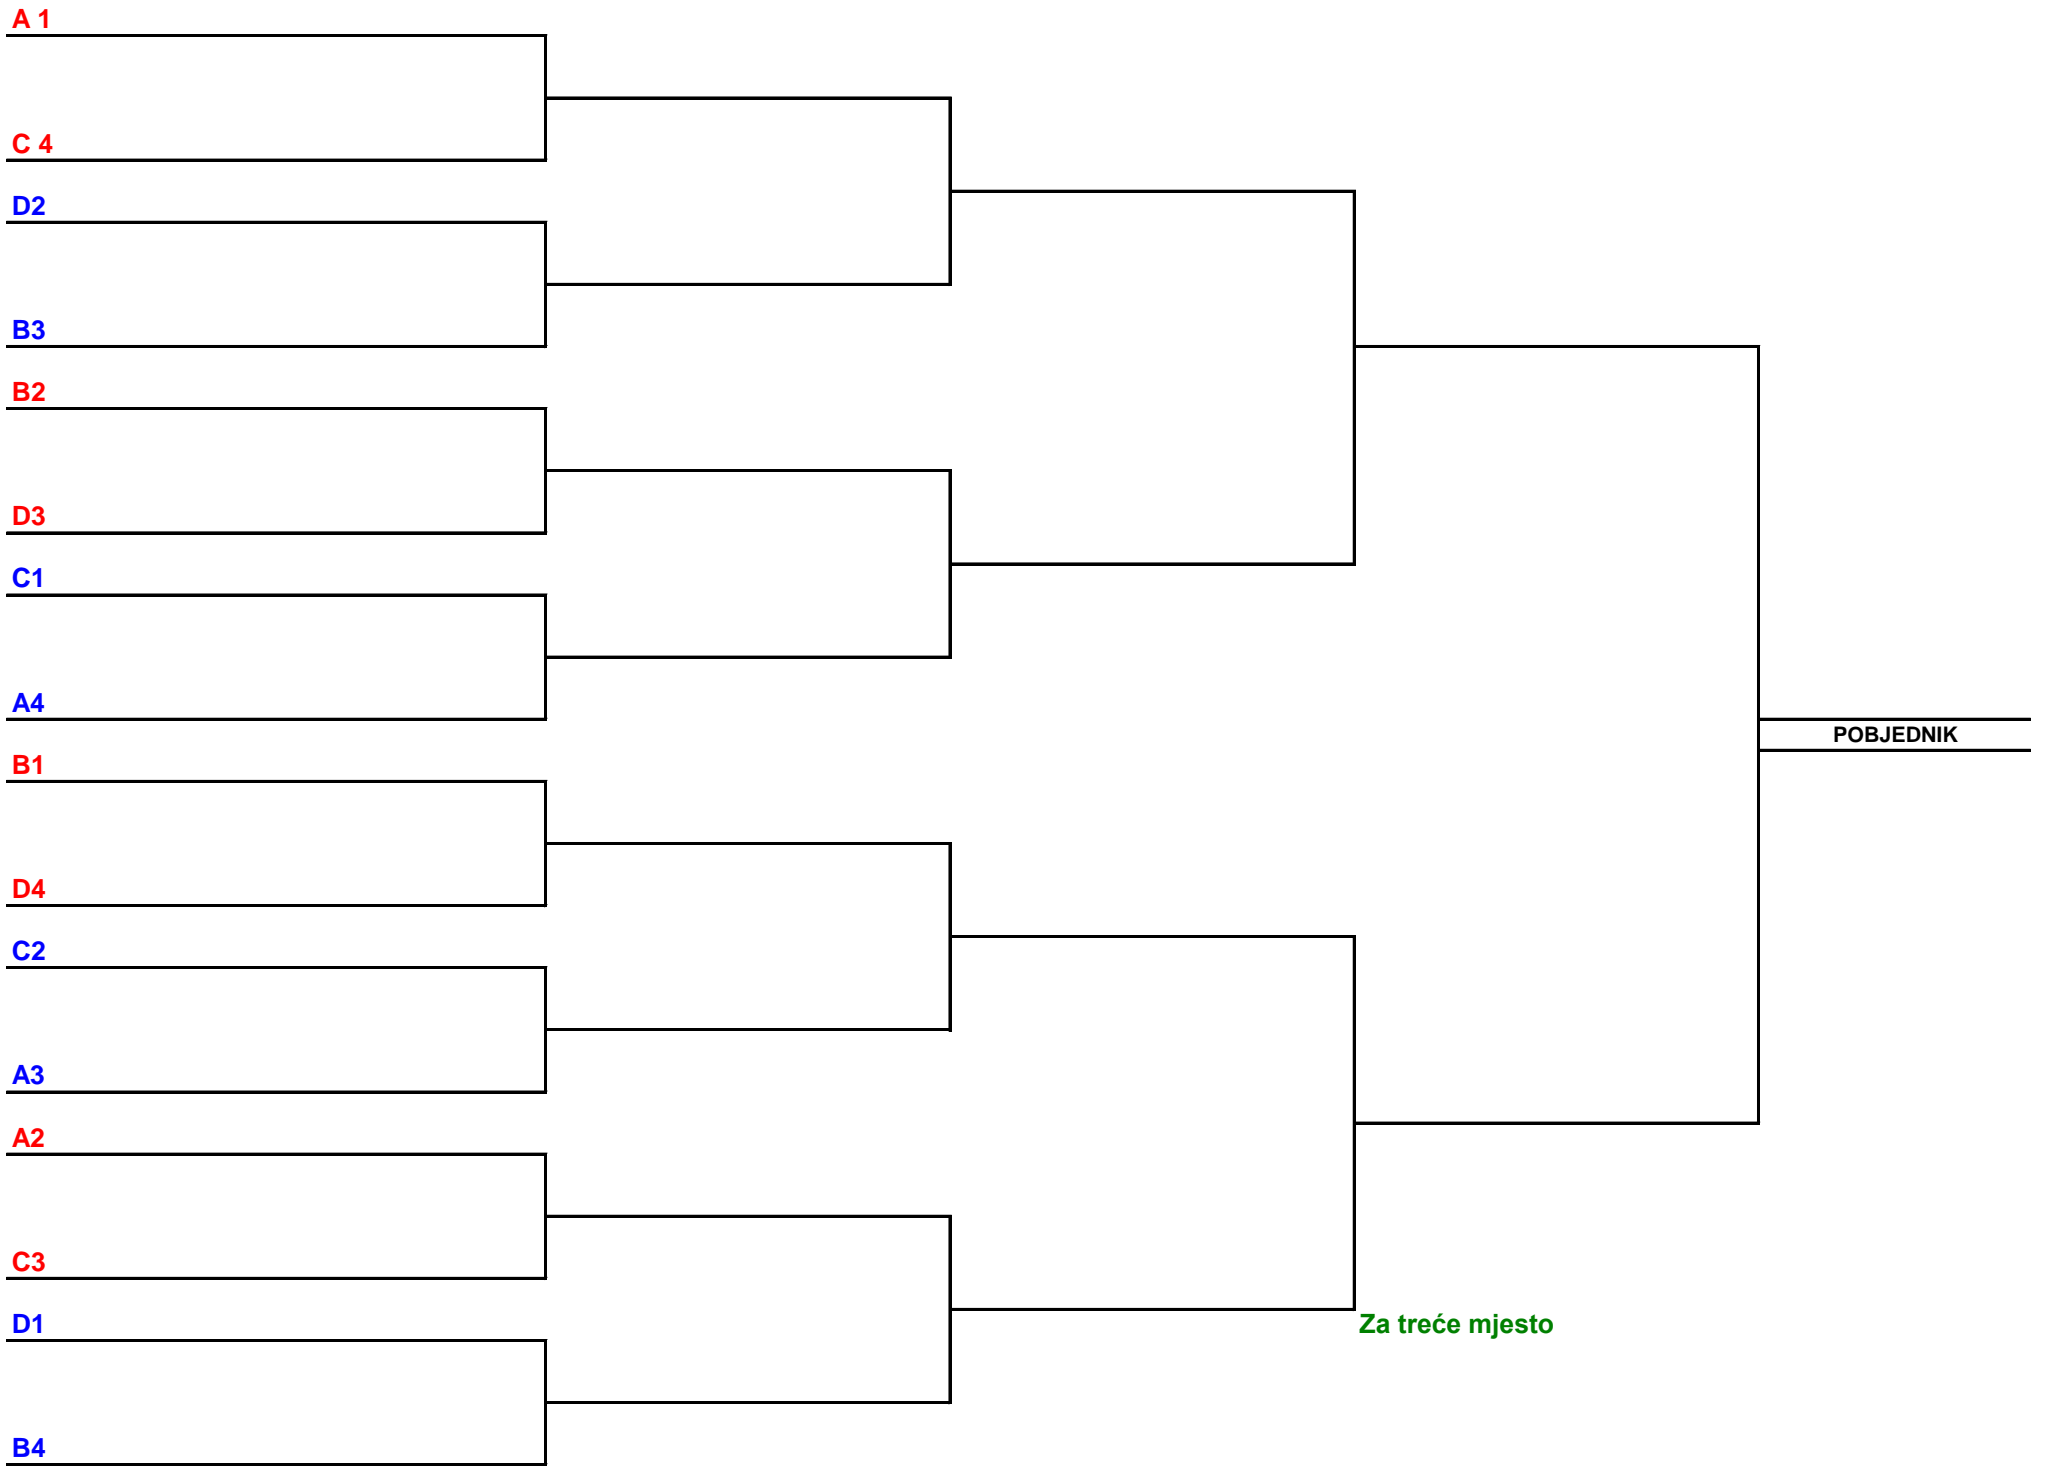 A 1
C 4
D2
B3
B2
D3
C1
A4
POBJEDNIK
B1
D4
C2
A3
A2
C3
D1
Za treće mjesto
B4